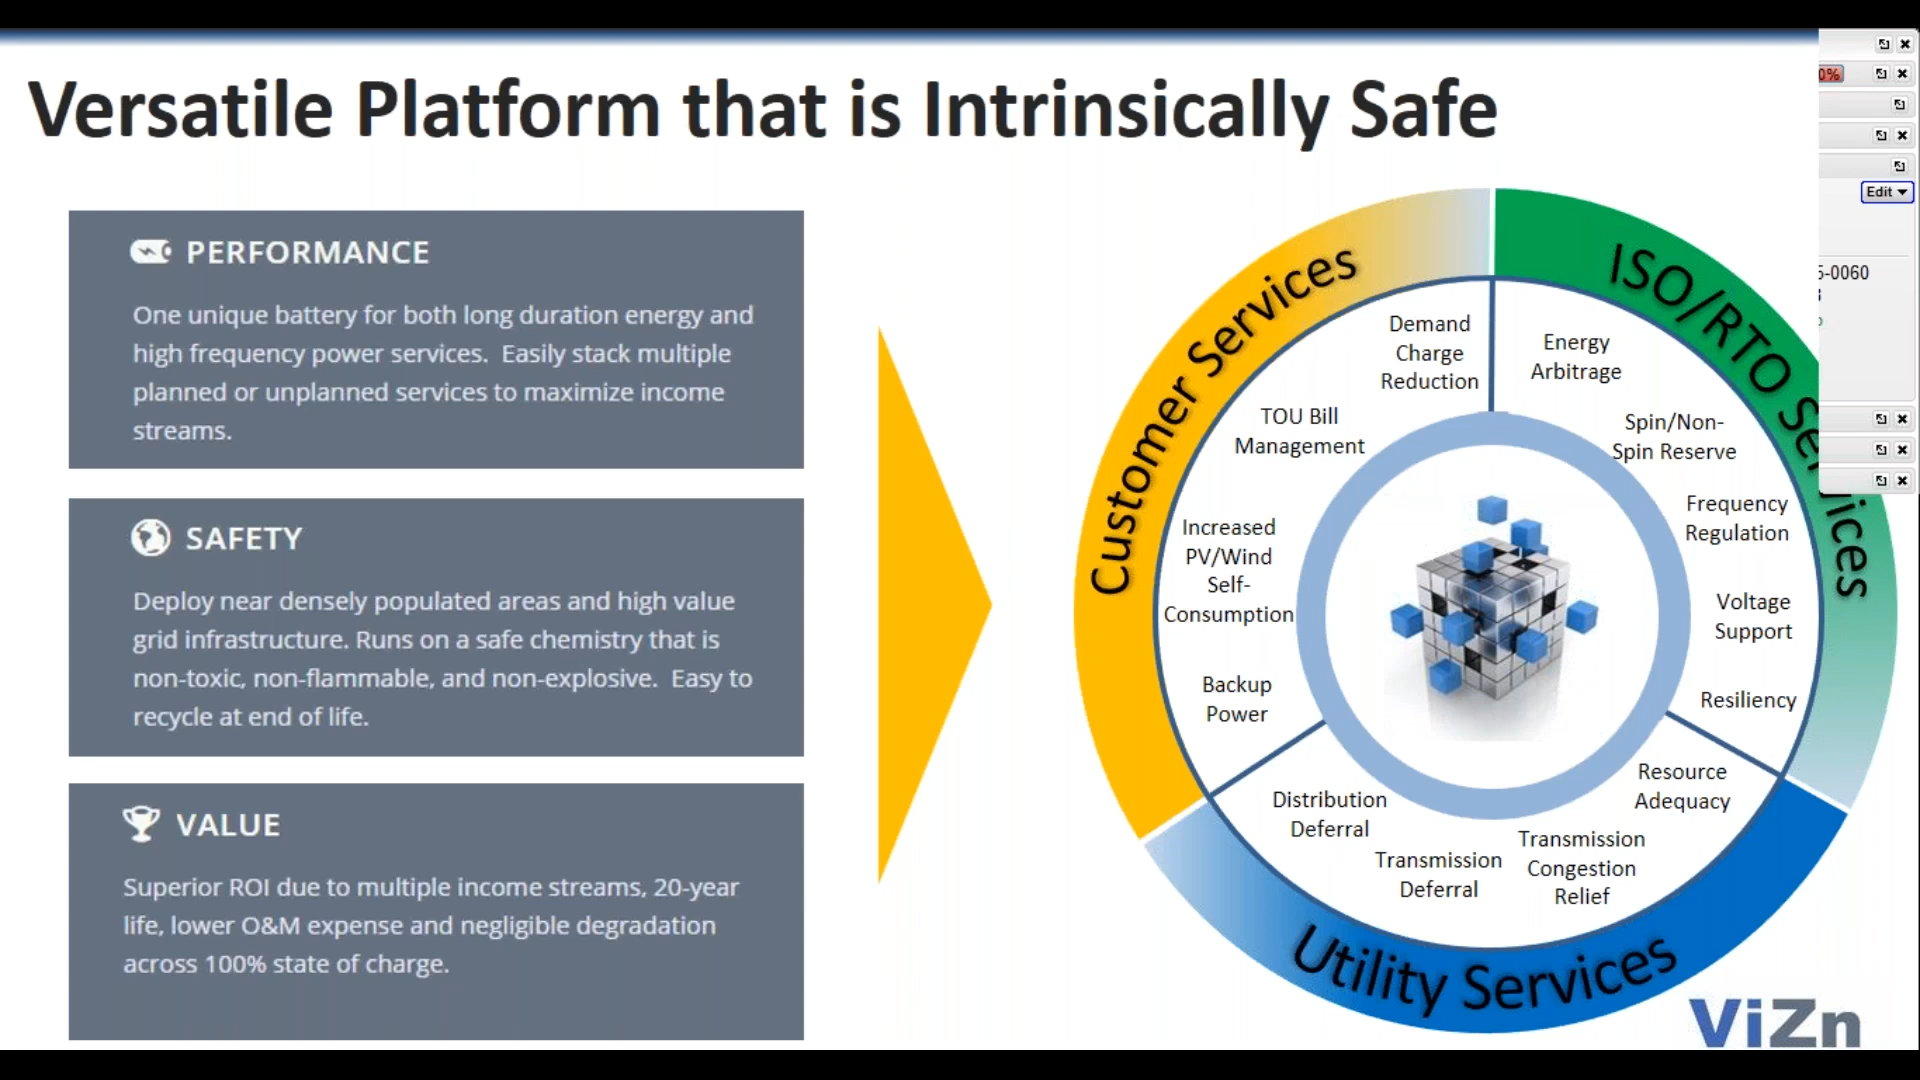 Versatile Platform that is Intrinsically Safe
PERFORMANCE
One unique battery for both long duration energy and
high frequency power services. Easily stack multiple
planned or unplanned services to maximize income
streams.
SAFETY
Deploy near densely populated areas and high value
grid infrastructure. Runs on a safe chemistry that is
non-toxic, non-flammable, and non-explosive. Easy to
recycle at end of life.
VALUE
Superior ROI due to multiple income streams, 20-year
life, lower O&M expense and negligible degradation
across 100% state of charge.
Customer Services
Demand
Charge
Reduction
TOU Bill
Management
Increased
PV/Wind
Self-
Consumption
Backup
Power
ISO/RTO Services
Energy
Arbitrage
Spin/Non-
Spin Reserve
Frequency
Regulation
Voltage
Support
Resiliency
Utility Services
Resource
Adequacy
Transmission
Congestion
Relief
Transmission
Deferral
Distribution
Deferral
ViZn
0%
Edit
5-0060